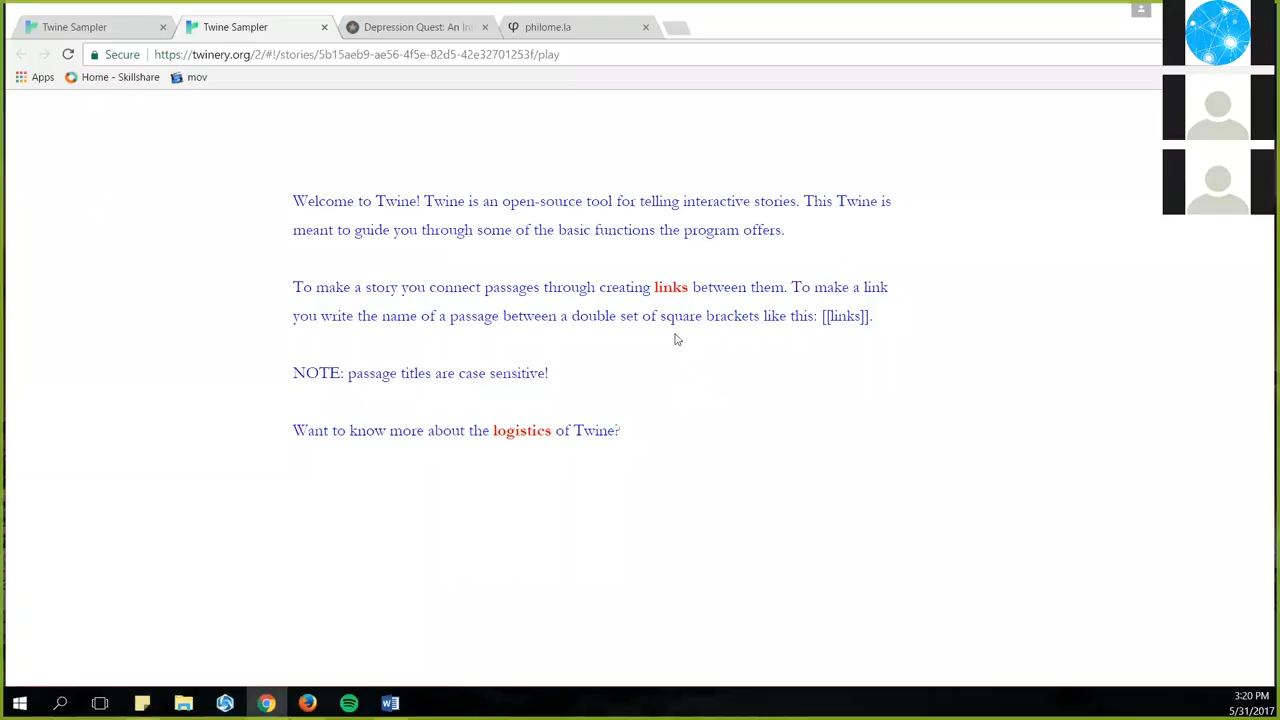 Twine Sampler
Twine Sampler
Depression Quest: An Int
philome.la
Secure
https://twinery.org/2/#!/stories/5b15aeb9-ae56-4f5e-82d5-42e32701253f/play
Apps
Home - Skillshare
mov
Welcome to Twine! Twine is an open-source tool for telling interactive stories. This Twine is
meant to guide you through some of the basic functions the program offers.
To make a story you connect passages through creating links between them. To make a link
you write the name of a passage between a double set of square brackets like this: [[links]].
NOTE: passage titles are case sensitive!
Want to know more about the logistics of Twine?
3:20 PM
5/31/2017